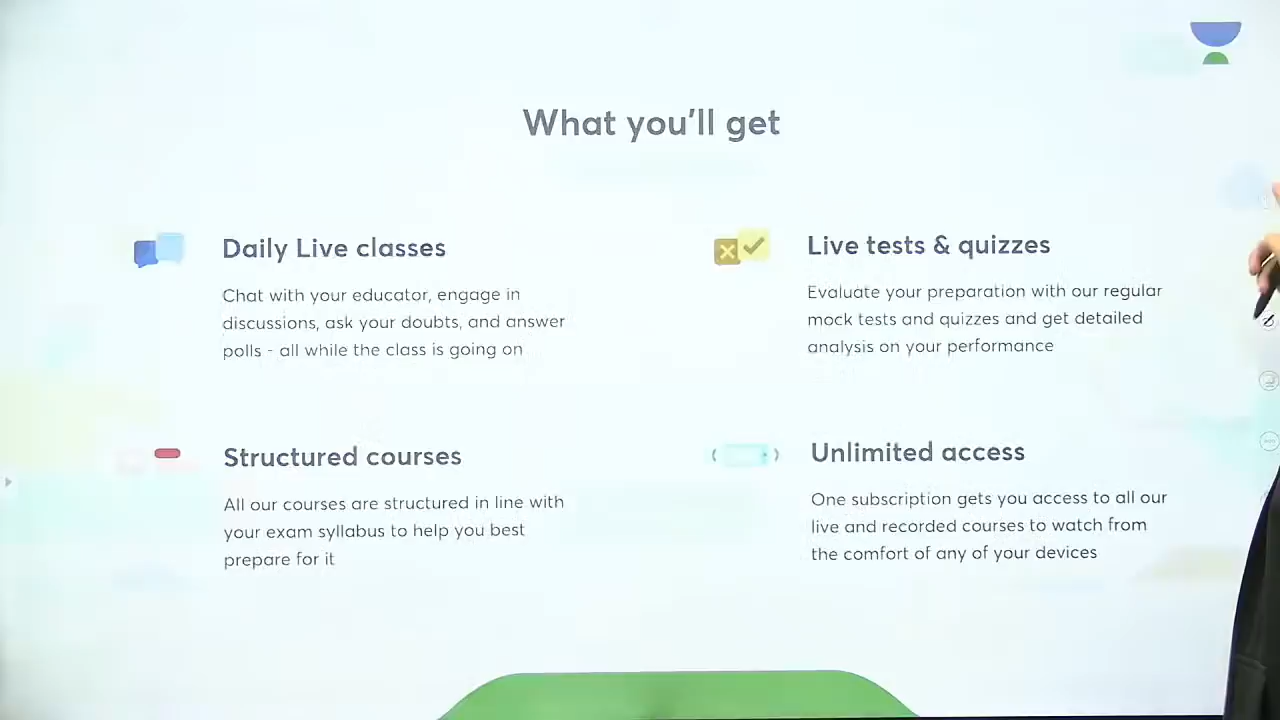 What you'll get
Daily Live classes
Chat with your educator, engage in
discussions, ask your doubts, and answer
polls - all while the class is going on
Live tests & quizzes
Evaluate your preparation with our regular
mock tests and quizzes and get detailed
analysis on your performance
Structured courses
All our courses are structured in line with
your exam syllabus to help you best
prepare for it
Unlimited access
One subscription gets you access to all our
live and recorded courses to watch from
the comfort of any of your devices